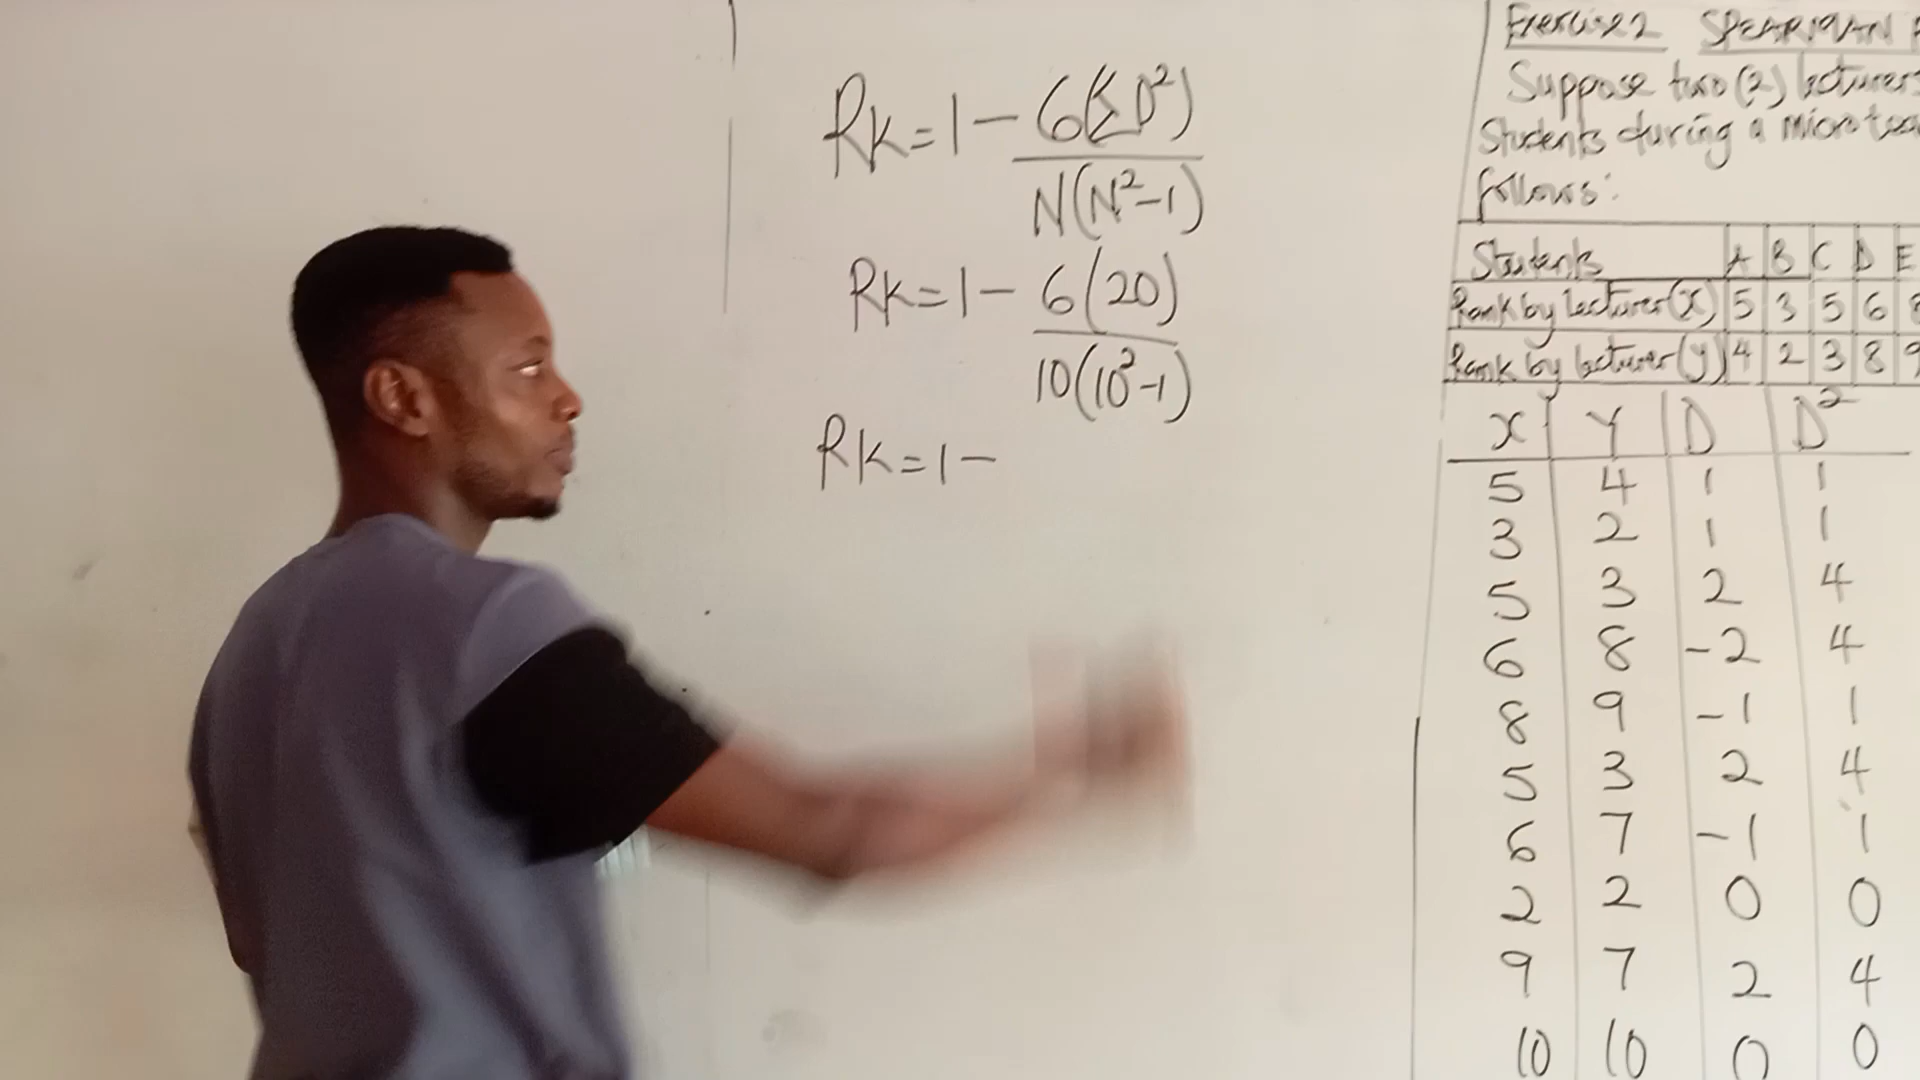 Rk=1-6(ΣD²)
N(N²-1)
Rk=1-6(20)
10(10²-1)
Rk=1-
Exercise 2 SPEARMAN
Suppose two (2) lecturers
Students during a micro
follows:
Students A B C D E
Rank by lecturer (x) 5 3 5 6 8
Rank by lecturer (y) 4 2 3 8 9
X Y D D²
5 4 1 1
3 2 1 1
5 3 2 4
6 8 -2 4
8 9 -1 1
5 3 2 4
6 7 -1 1
2 2 0 0
9 7 2 4
10 10 0 0